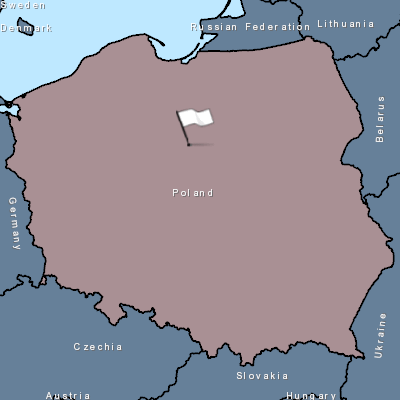 Sweden
Denmark
Russian Federation
Lithuania
Belarus
Poland
Germany
Ukraine
Czechia
Slovakia
Austria
Hungary